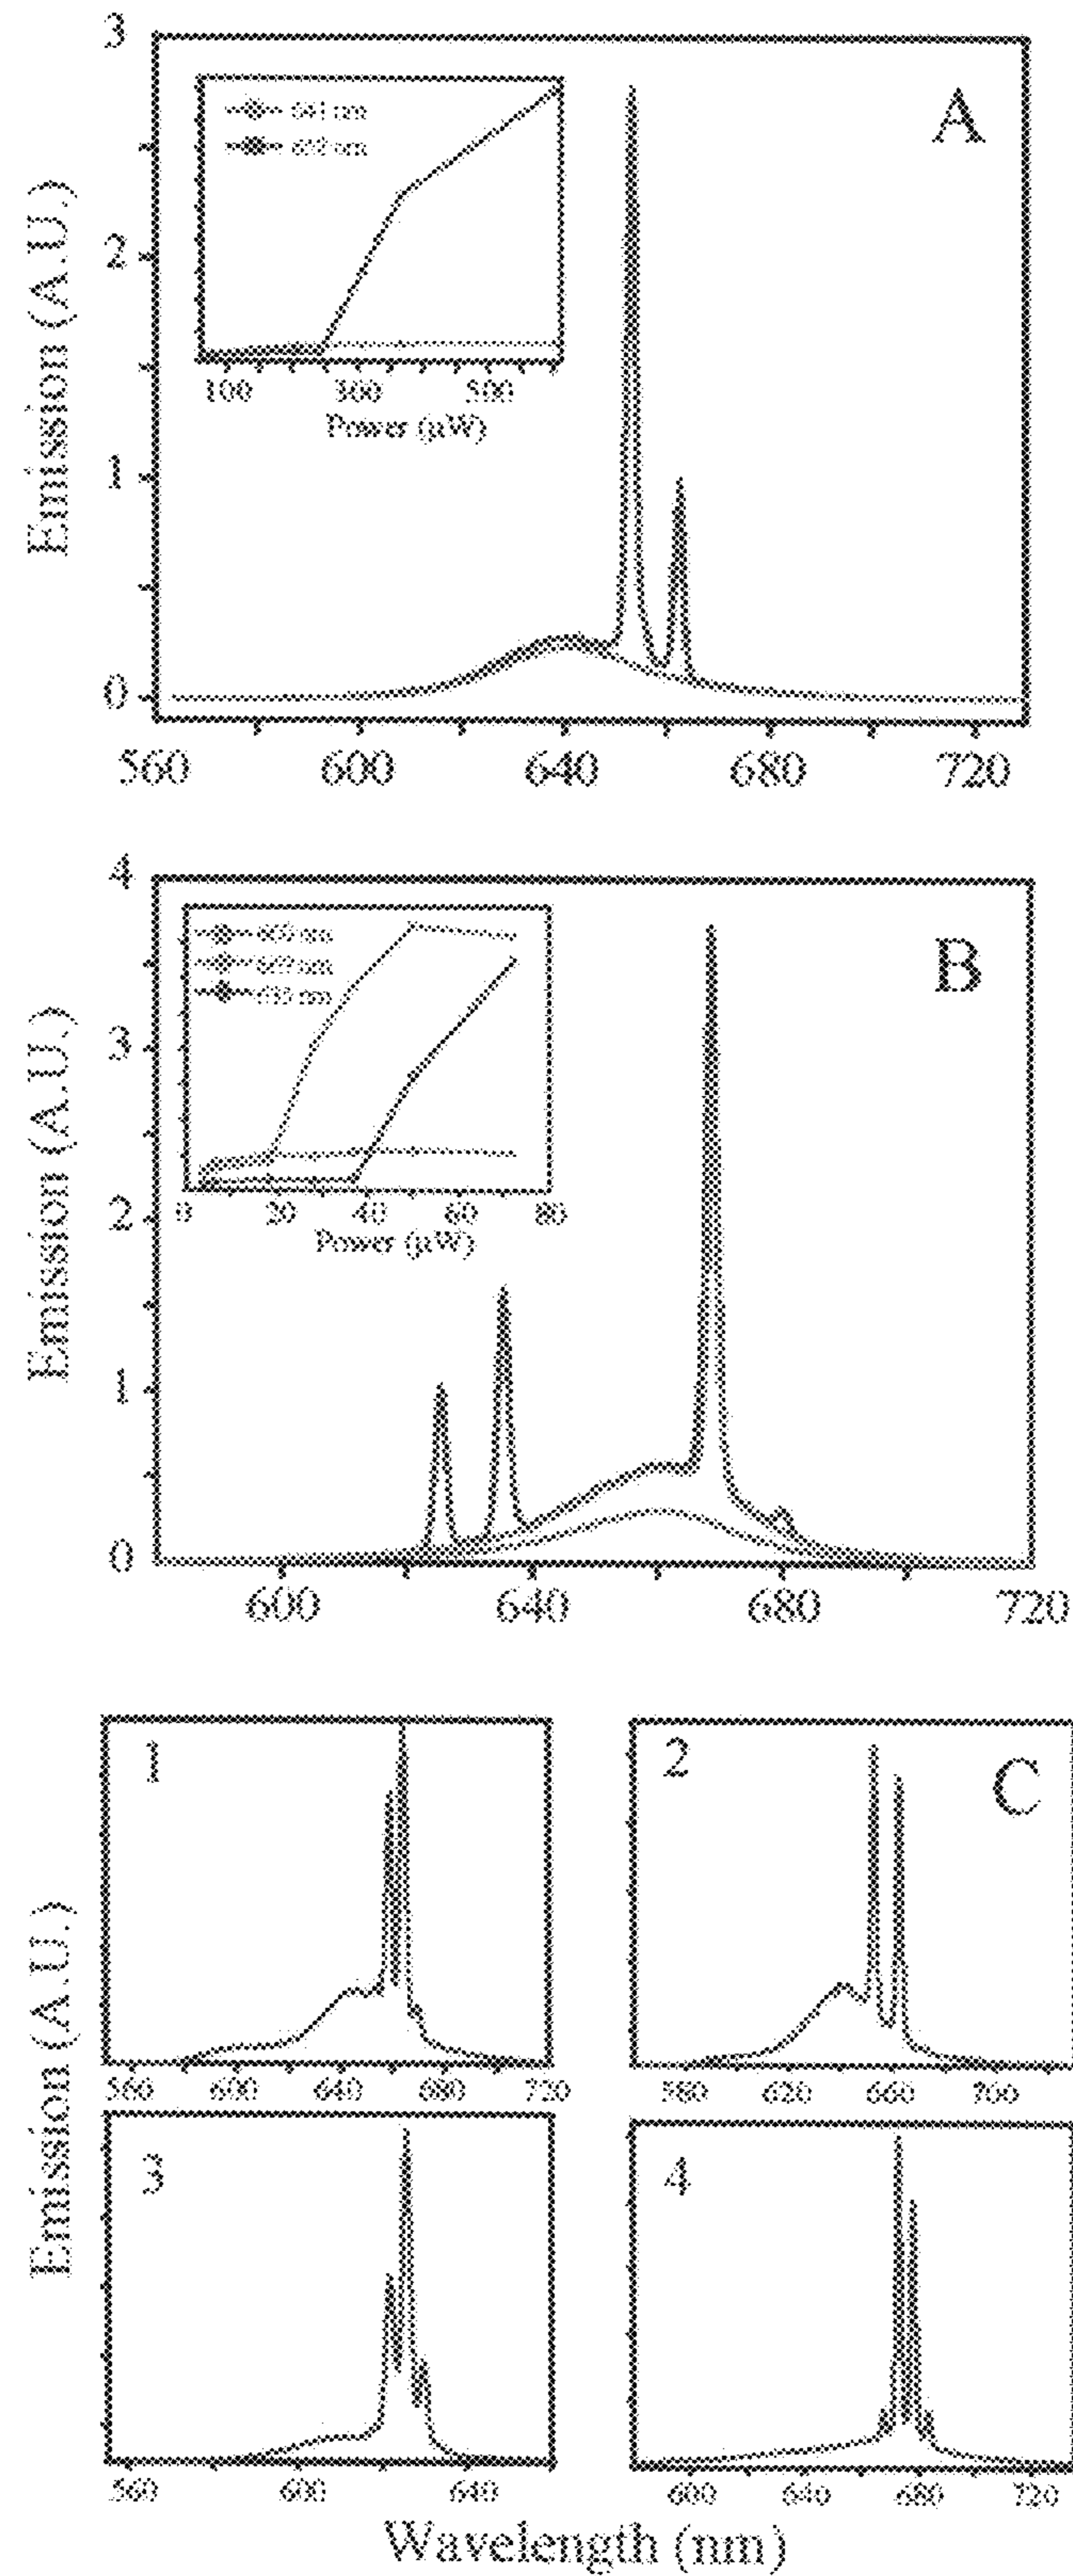 3
A
641 nm
2
Emission (A.U.)
100 300 500
Power (µW)
1
0
560 600 640 680 720
4
B
3
Emission (A.U.)
2
0 20 40 60 80
Power (µW)
1
0
600 640 680 720
1
2
C
560 600 640 680 720
580 620 660 700
Emission (A.U.)
3
4
560 600 640
600 640 680 720
Wavelength (nm)